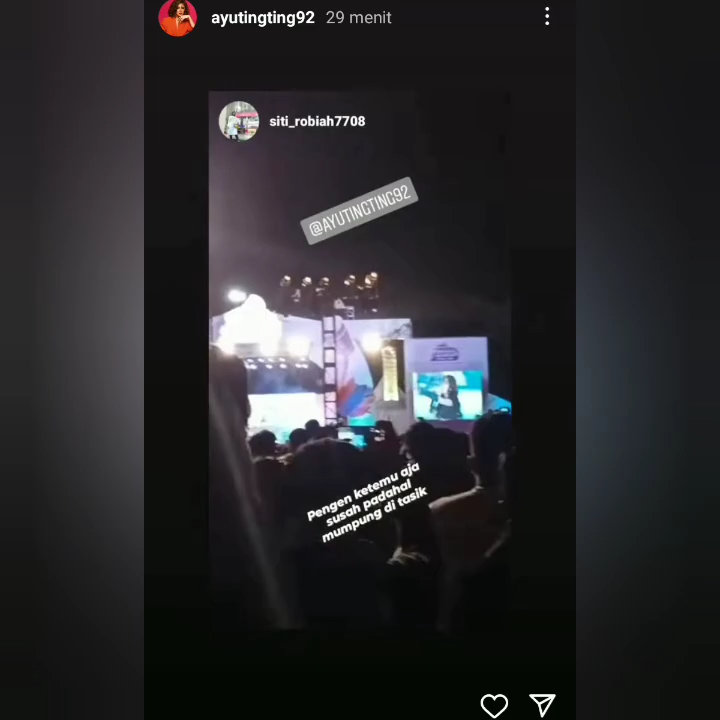 ayutingting92 29 menit
siti_robiah7708
@AYUTINGTING92
Pengen ketemu aja
susah padahal
mumpung di tasik